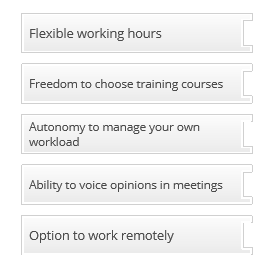 Flexible working hours
Freedom to choose training courses
Autonomy to manage your own
workload
Ability to voice opinions in meetings
Option to work remotely